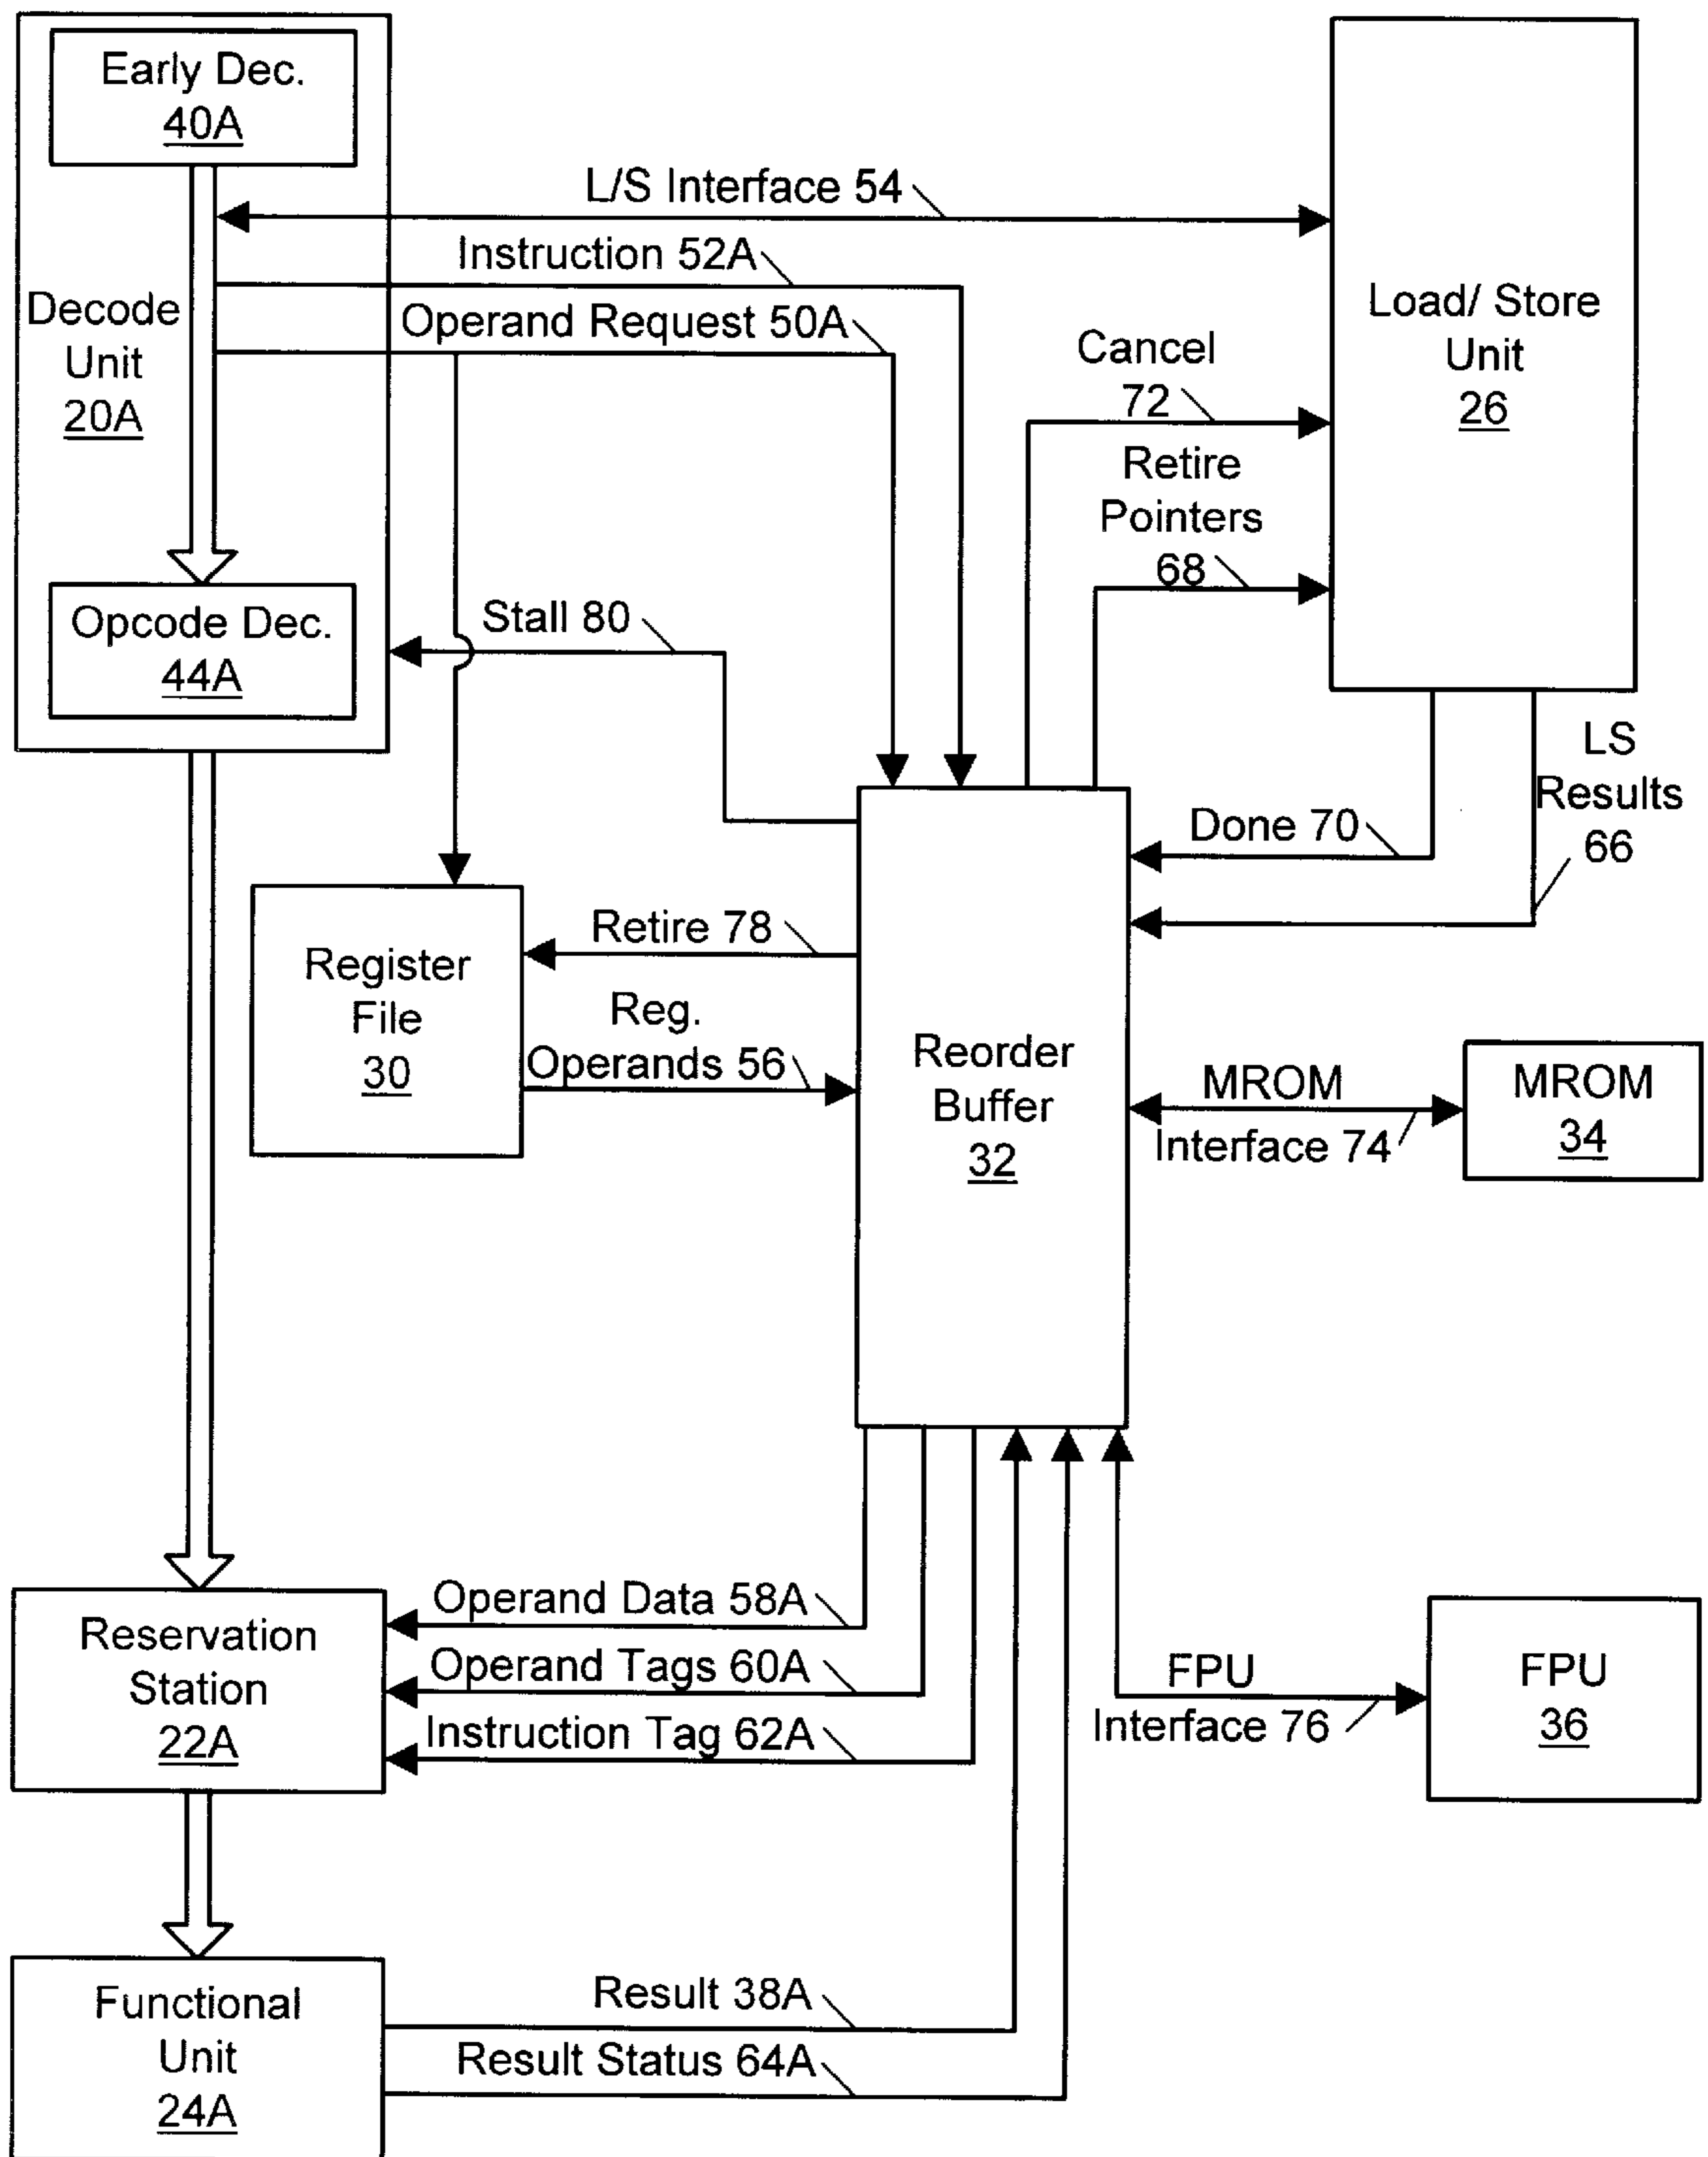 Early Dec.
40A
L/S Interface 54
Instruction 52A
Decode
Unit
20A
Operand Request 50A
Load/ Store
Unit
26
Cancel
72
Retire
Pointers
68
Opcode Dec.
44A
Stall 80
LS
Results
66
Done 70
Register
File
30
Retire 78
Reg.
Operands 56
Reorder
Buffer
32
MROM
Interface 74
MROM
34
Reservation
Station
22A
Operand Data 58A
Operand Tags 60A
Instruction Tag 62A
FPU
Interface 76
FPU
36
Functional
Unit
24A
Result 38A
Result Status 64A